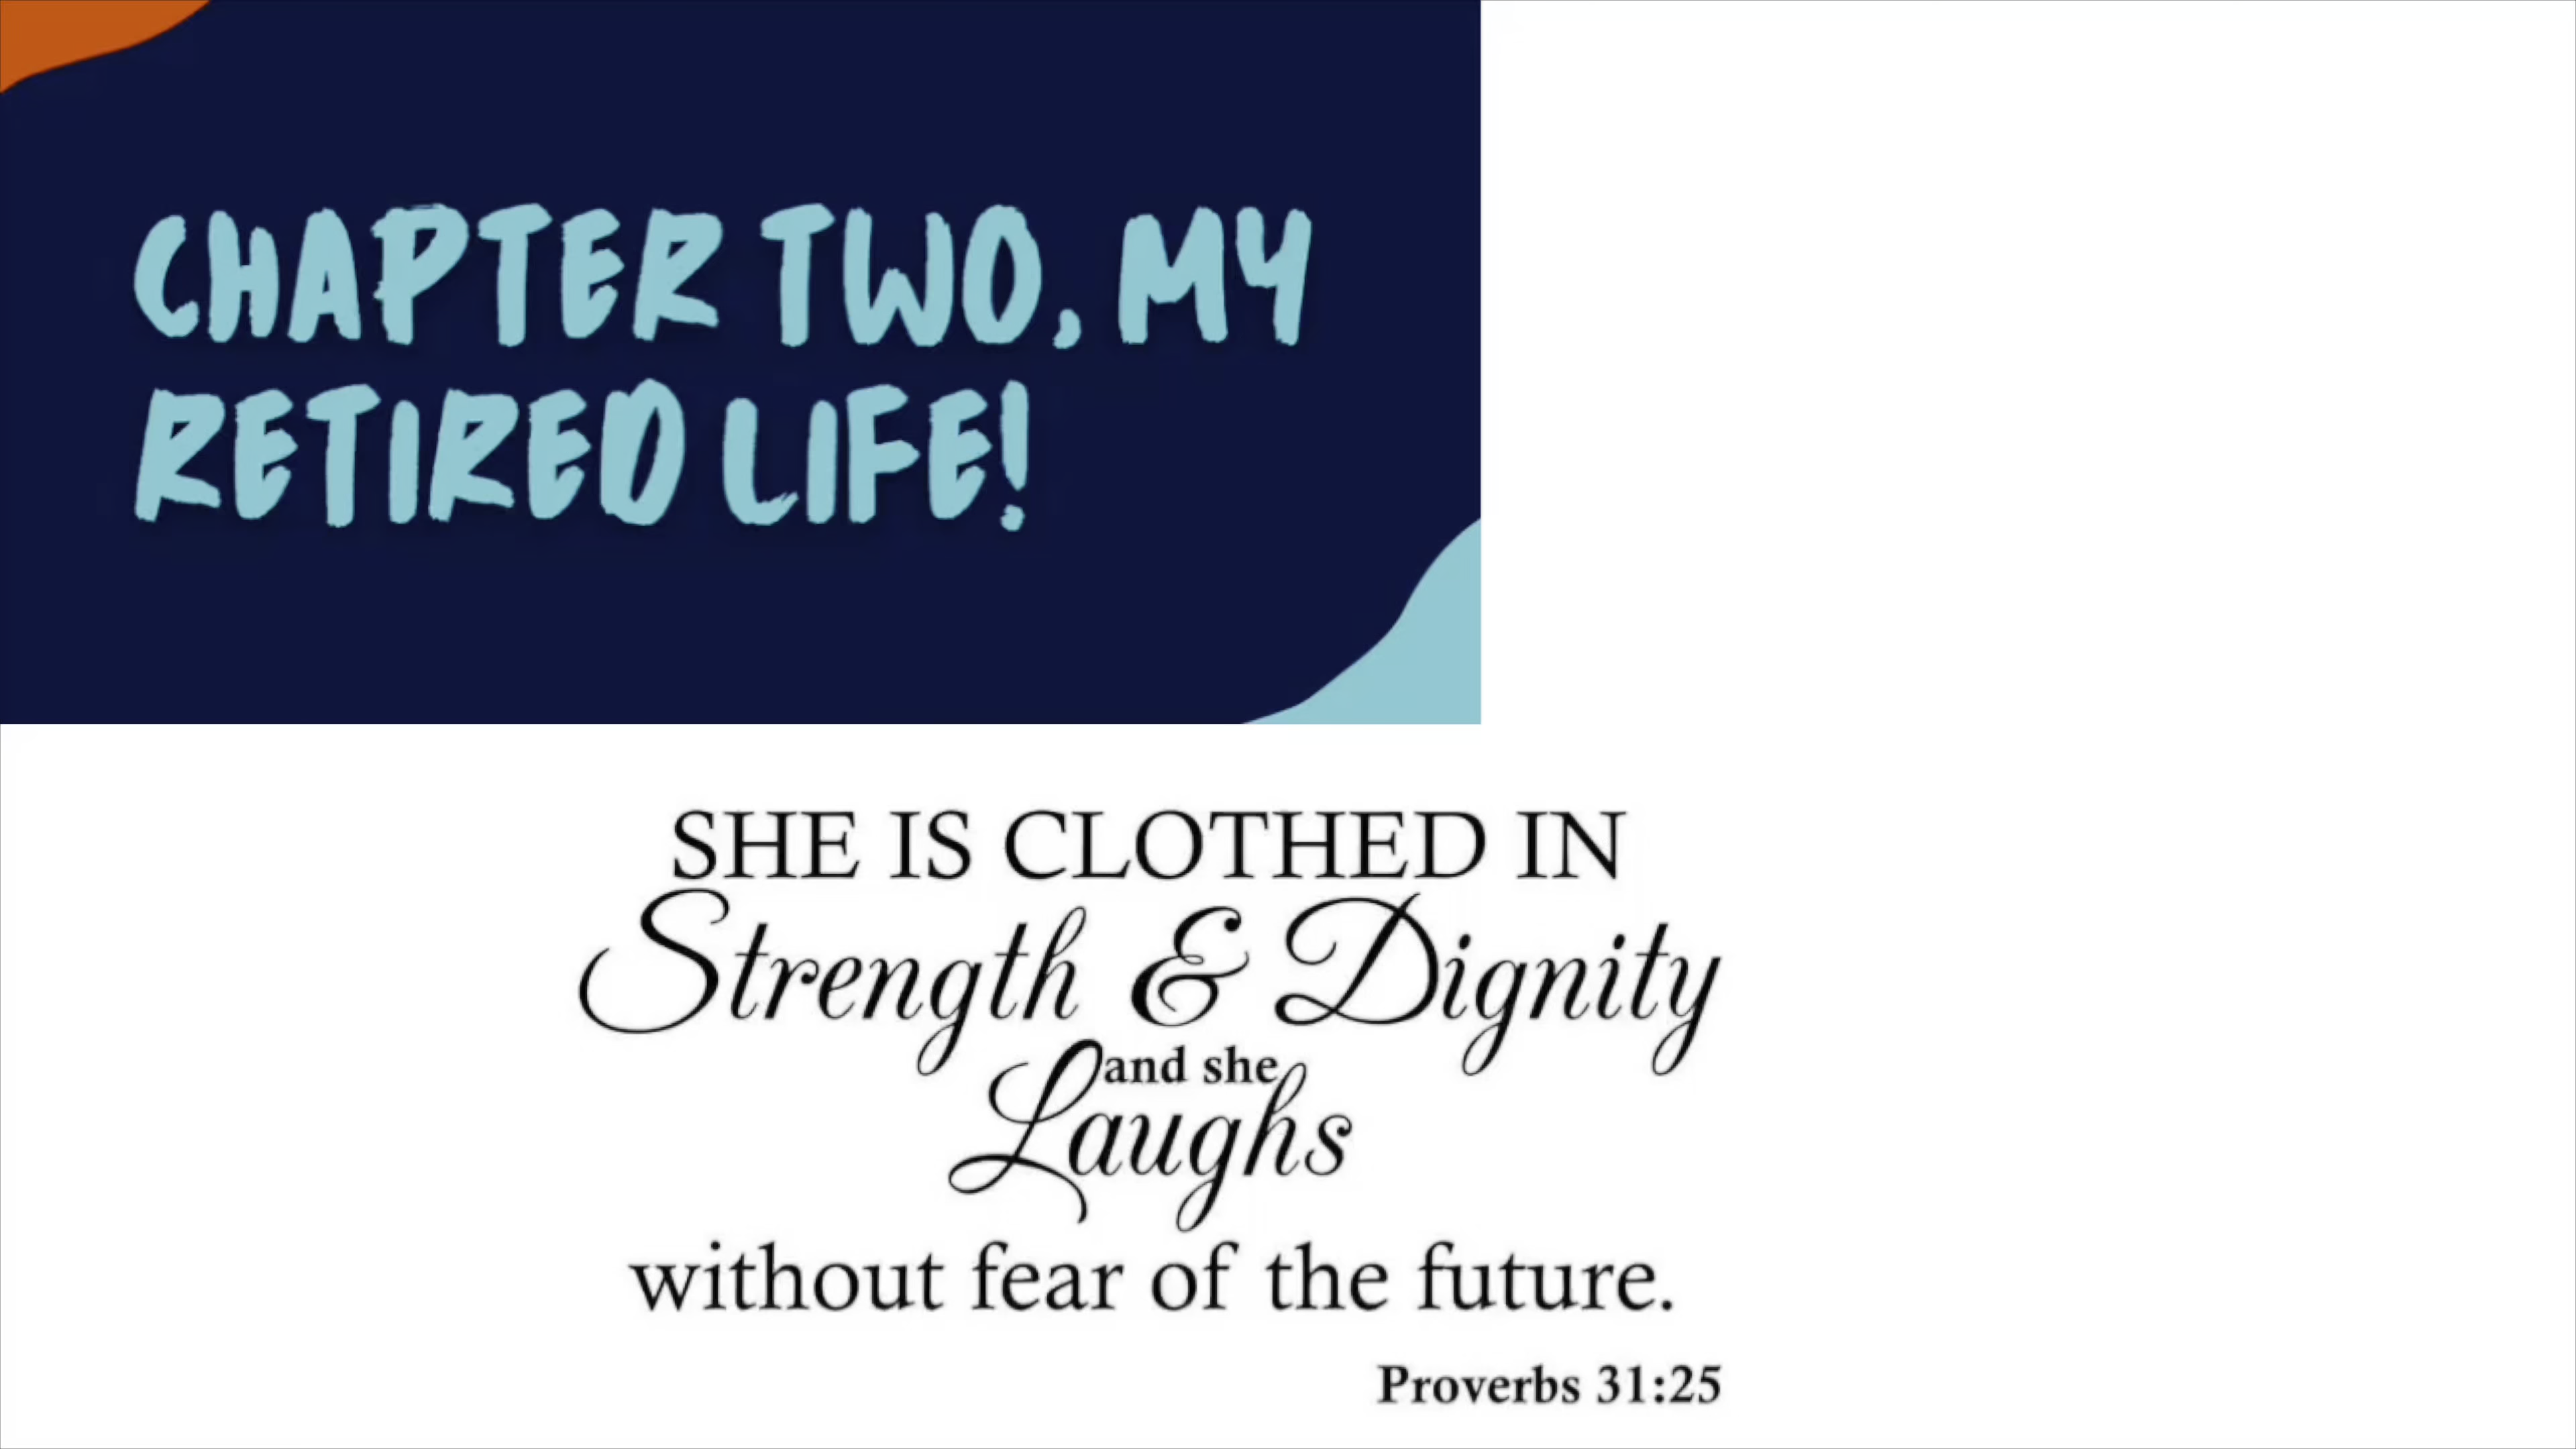 CHAPTER TWO, MY
RETIRED LIFE!
SHE IS CLOTHED IN
Strength & Dignity
and she
Laughs
without fear of the future.
Proverbs 31:25